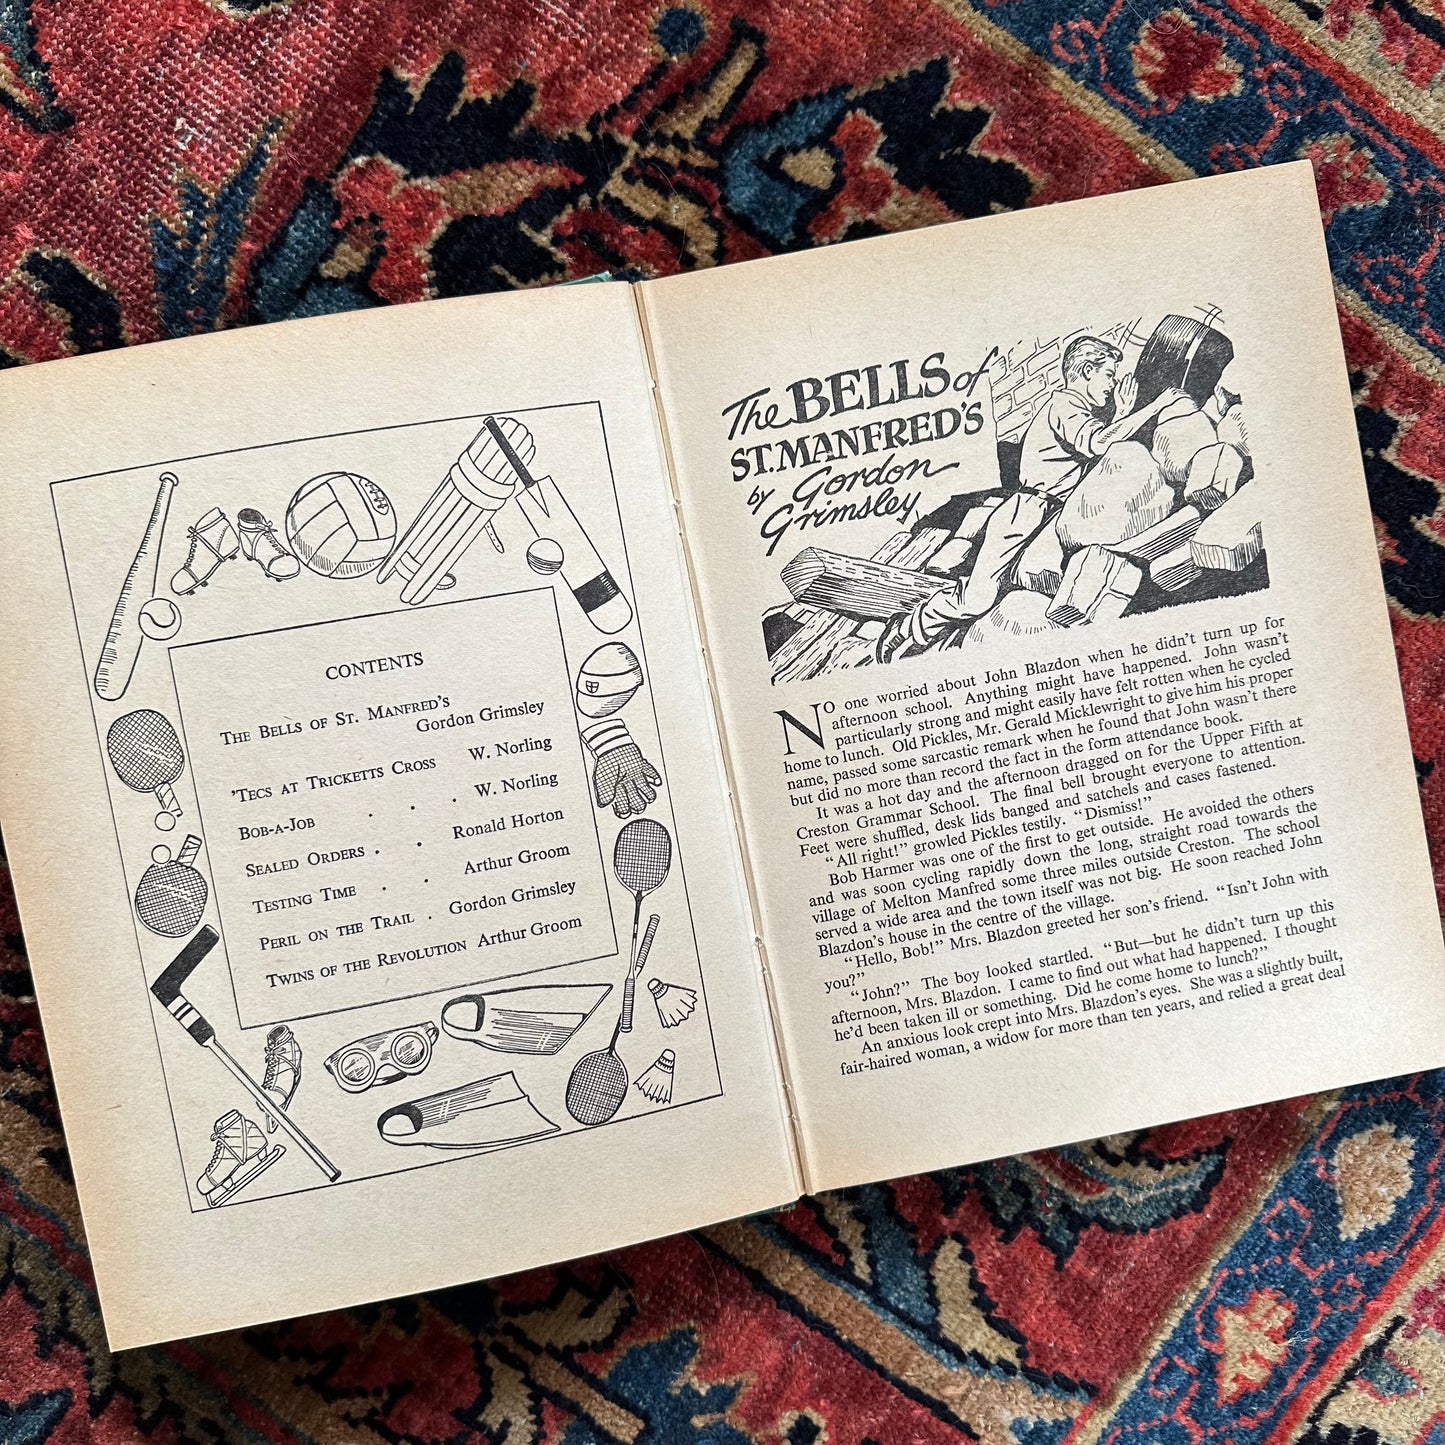 CONTENTS
The Bells of St. Manfred's
Gordon Grimsley
'Tecs at Tricketts Cross W. Norling
Bob-a-Job . . . W. Norling
Sealed Orders . . Ronald Horton
Testing Time . . Arthur Groom
Peril on the Trail . Gordon Grimsley
Twins of the Revolution Arthur Groom
The BELLS of
ST. MANFRED'S
by Gordon
Grimsley
No one worried about John Blazdon when he didn't turn up for
afternoon school. Anything might have happened. John wasn't
particularly strong and might easily have felt rotten when he cycled
home to lunch. Old Pickles, Mr. Gerald Micklewright to give him his proper
name, passed some sarcastic remark when he found that John wasn't there
but did no more than record the fact in the form attendance book.
It was a hot day and the afternoon dragged on for the Upper Fifth at
Creston Grammar School. The final bell brought everyone to attention.
Feet were shuffled, desk lids banged and satchels and cases fastened.
"All right!" growled Pickles testily. "Dismiss!"
Bob Harmer was one of the first to get outside. He avoided the others
and was soon cycling rapidly down the long, straight road towards the
village of Melton Manfred some three miles outside Creston. The school
served a wide area and the town itself was not big. He soon reached John
Blazdon's house in the centre of the village.
"Hello, Bob!" Mrs. Blazdon greeted her son's friend. "Isn't John with
you?"
"John?" The boy looked startled. "But—but he didn't turn up this
afternoon, Mrs. Blazdon. I came to find out what had happened. I thought
he'd been taken ill or something. Did he come home to lunch?"
An anxious look crept into Mrs. Blazdon's eyes. She was a slightly built,
fair-haired woman, a widow for more than ten years, and relied a great deal